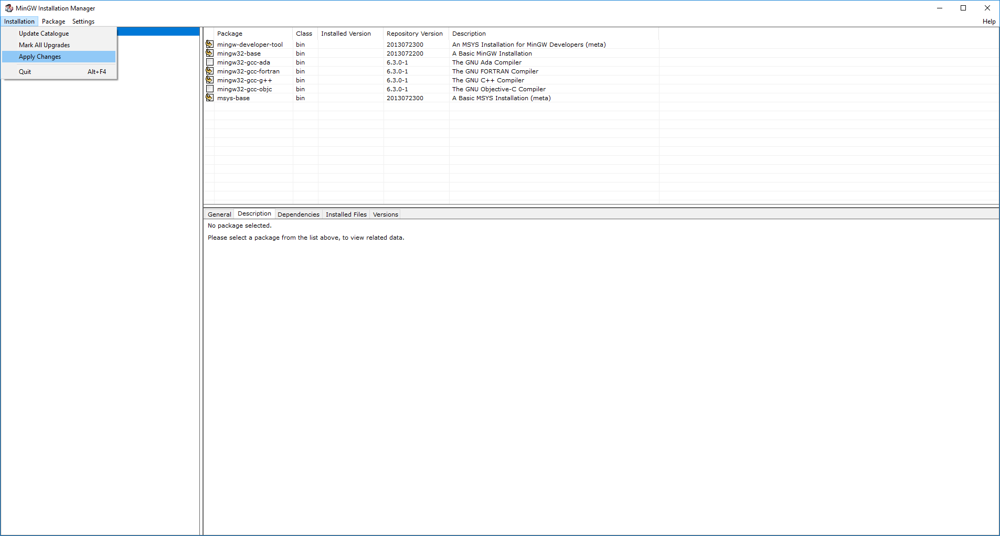 MinGW Installation Manager
Installation Package Settings Help
Update Catalogue
Mark All Upgrades
Apply Changes
Quit Alt+F4
Package Class Installed Version Repository Version Description
mingw-developer-tool bin 2013072300 An MSYS Installation for MinGW Developers (meta)
mingw32-base bin 2013072200 A Basic MinGW Installation
mingw32-gcc-ada bin 6.3.0-1 The GNU Ada Compiler
mingw32-gcc-fortran bin 6.3.0-1 The GNU FORTRAN Compiler
mingw32-gcc-g++ bin 6.3.0-1 The GNU C++ Compiler
mingw32-gcc-objc bin 6.3.0-1 The GNU Objective-C Compiler
msys-base bin 2013072300 A Basic MSYS Installation (meta)
General Description Dependencies Installed Files Versions
No package selected.
Please select a package from the list above, to view related data.